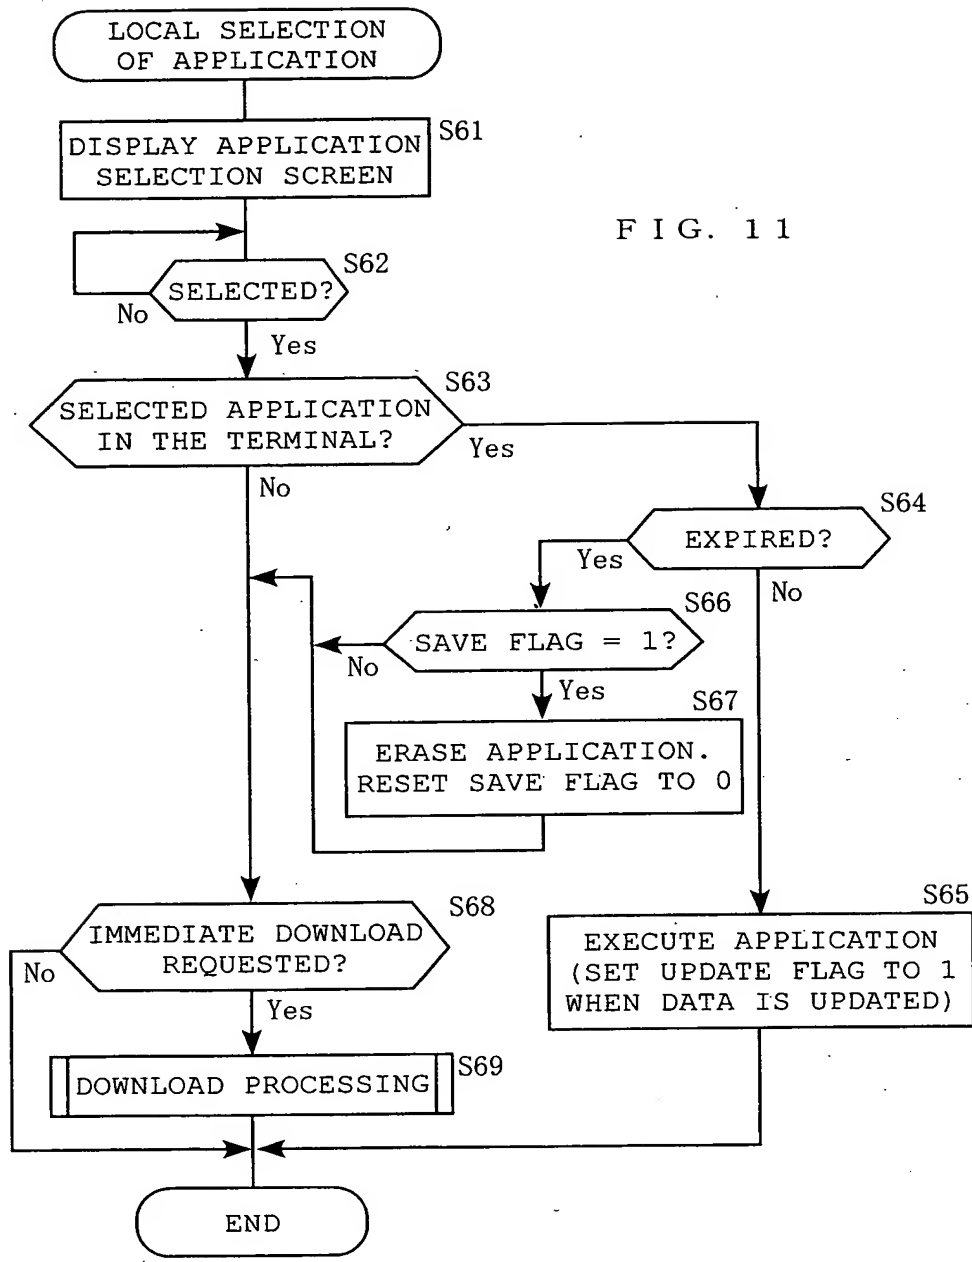 LOCAL SELECTION
OF APPLICATION
S61
DISPLAY APPLICATION
SELECTION SCREEN
FIG. 11
S62
SELECTED?
No
Yes
S63
SELECTED APPLICATION
IN THE TERMINAL?
Yes
No
S64
EXPIRED?
Yes
No
S66
SAVE FLAG = 1?
No
Yes
S67
ERASE APPLICATION.
RESET SAVE FLAG TO 0
S68
IMMEDIATE DOWNLOAD
REQUESTED?
No
Yes
S65
EXECUTE APPLICATION
(SET UPDATE FLAG TO 1
WHEN DATA IS UPDATED)
S69
DOWNLOAD PROCESSING
END